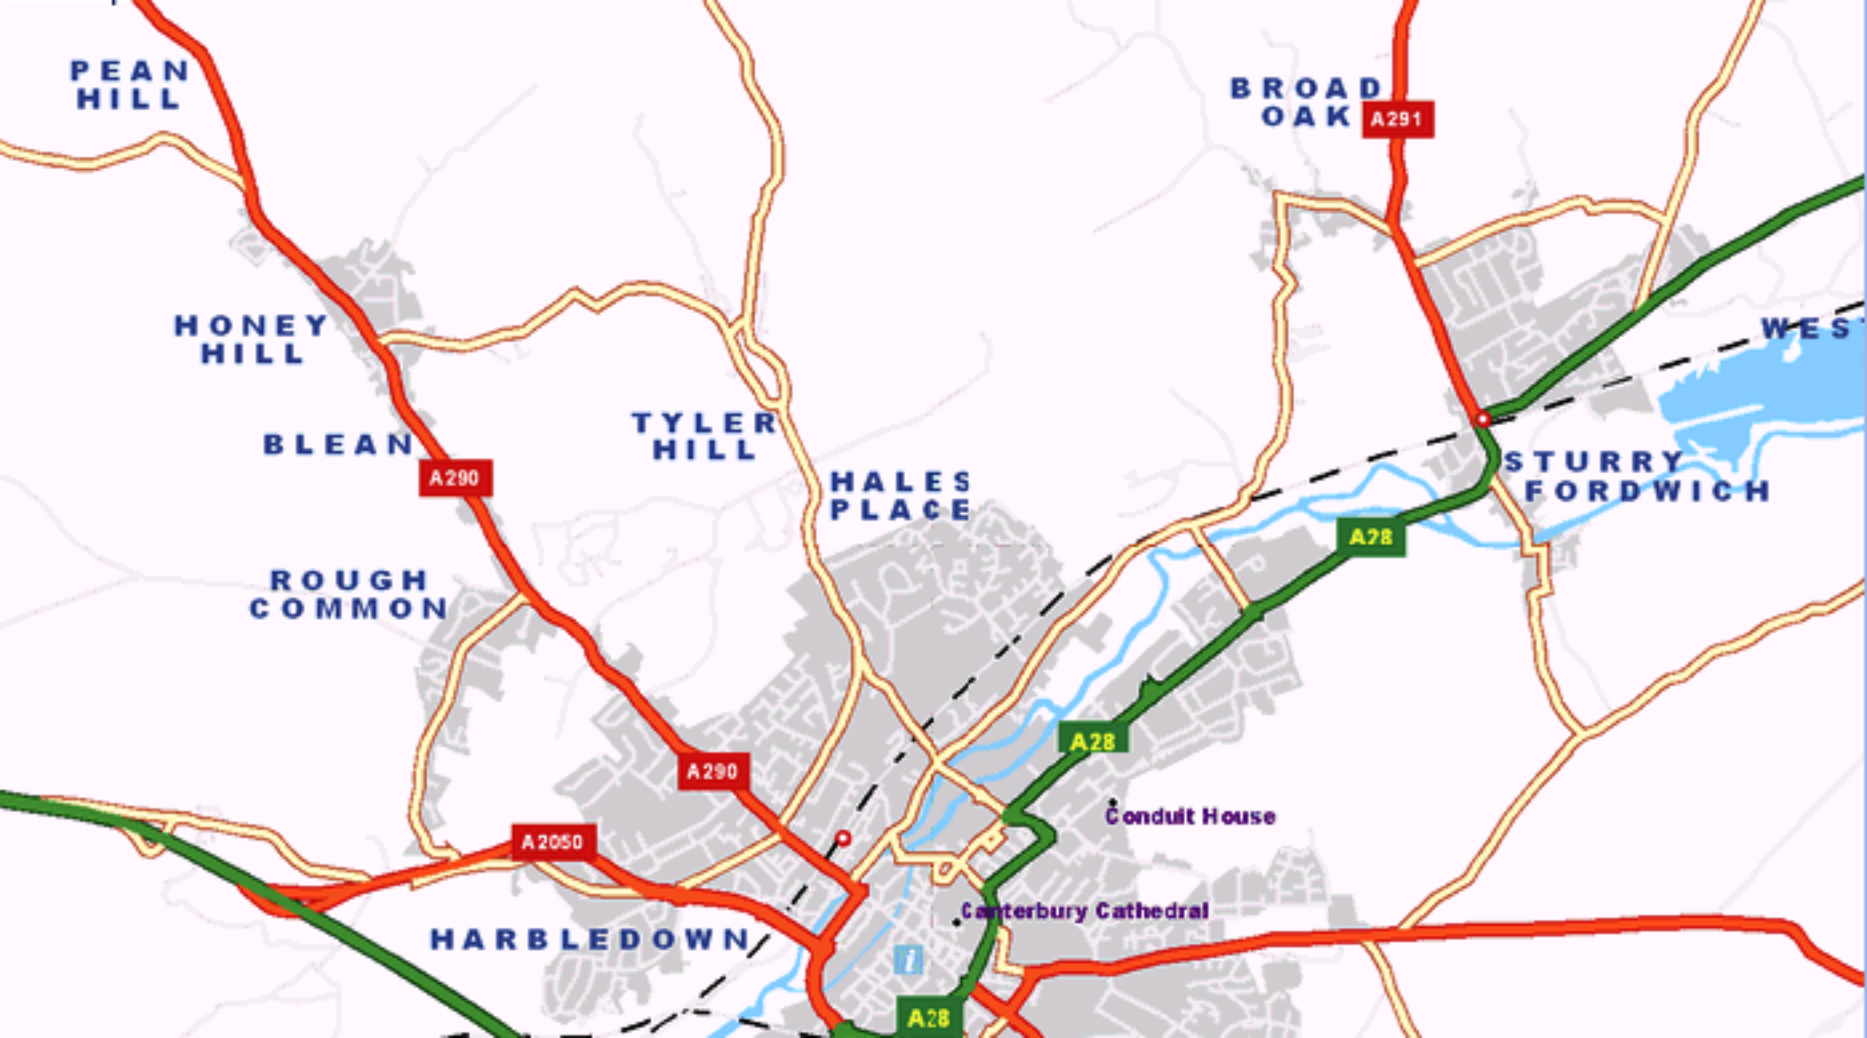 PEAN
HILL
BROAD
OAK
A291
HONEY
HILL
WES
BLEAN
TYLER
HILL
A290
HALES
PLACE
STURRY
FORDWICH
A28
ROUGH
COMMON
A28
A290
Conduit House
A2050
Canterbury Cathedral
HARBLEDOWN
i
A28